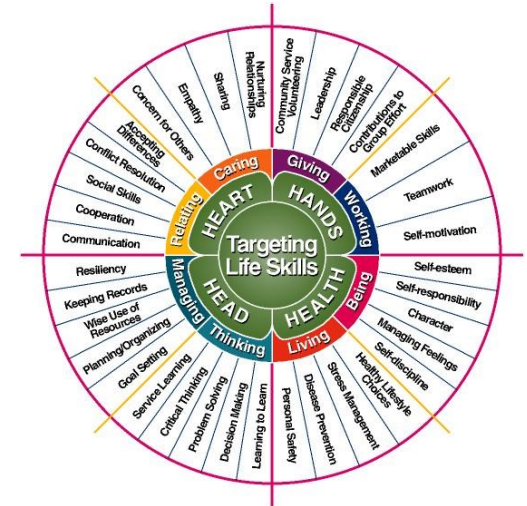 Targeting
Life Skills
HEART
HANDS
HEALTH
HEAD
Relating
Caring
Giving
Working
Being
Living
Thinking
Managing
Communication
Cooperation
Social Skills
Conflict Resolution
Accepting
Differences
Concern for Others
Empathy
Sharing
Nurturing
Relationships
Community Service
Volunteering
Leadership
Responsible
Citizenship
Contributions to
Group Effort
Marketable Skills
Teamwork
Self-motivation
Self-esteem
Self-responsibility
Character
Managing Feelings
Self-discipline
Healthy Lifestyle
Choices
Stress Management
Disease Prevention
Personal Safety
Learning to Learn
Decision Making
Problem Solving
Critical Thinking
Service Learning
Goal Setting
Planning/Organizing
Wise Use of
Resources
Keeping Records
Resiliency